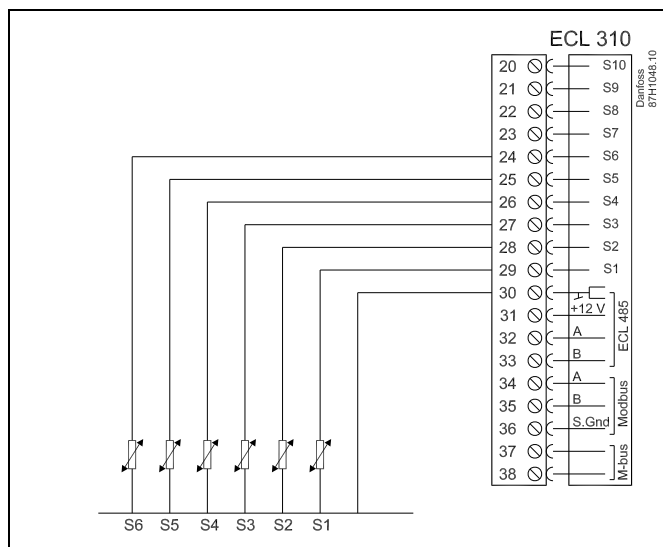 ECL 310
Danfoss
87H1048.10
20 S10
21 S9
22 S8
23 S7
24 S6
25 S5
26 S4
27 S3
28 S2
29 S1
30
31 +12 V
32 A
33 B
ECL 485
34 A
35 B
36 S.Gnd
Modbus
37
38
M-bus
S6 S5 S4 S3 S2 S1